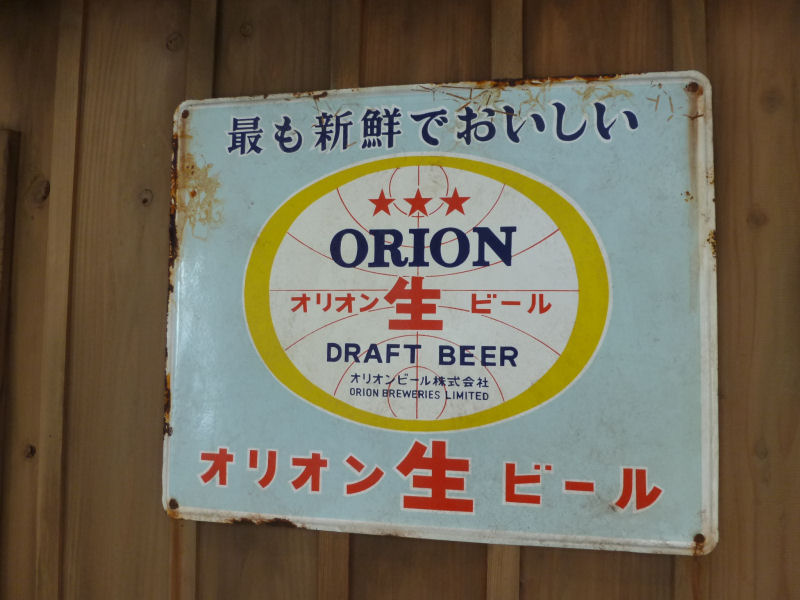 最も新鮮でおいしい
ORION
オリオン生ビール
DRAFT BEER
オリオンビール株式会社
ORION BREWERIES LIMITED
オリオン生ビール